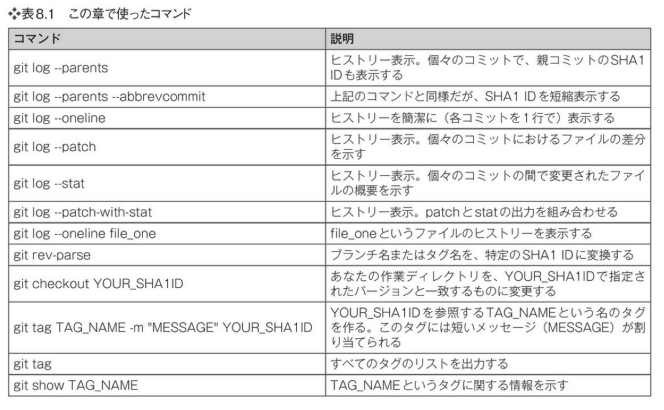 ❖表8.1 この章で使ったコマンド
コマンド 説明
git log --parents ヒストリー表示。個々のコミットで、親コミットのSHA1
IDも表示する
git log --parents --abbrevcommit 上記のコマンドと同様だが、SHA1 IDを短縮表示する
git log --oneline ヒストリーを簡潔に（各コミットを1行で）表示する
git log --patch ヒストリー表示。個々のコミットにおけるファイルの差分
を示す
git log --stat ヒストリー表示。個々のコミットの間で変更されたファイ
ルの概要を示す
git log --patch-with-stat ヒストリー表示。patchとstatの出力を組み合わせる
git log --oneline file_one file_oneというファイルのヒストリーを表示する
git rev-parse ブランチ名またはタグ名を、特定のSHA1 IDに変換する
git checkout YOUR_SHA1ID あなたの作業ディレクトリを、YOUR_SHA1IDで指定さ
れたバージョンと一致するものに変更する
git tag TAG_NAME -m "MESSAGE" YOUR_SHA1ID YOUR_SHA1IDを参照するTAG_NAMEという名のタグ
を作る。このタグには短いメッセージ（MESSAGE）が割
り当てられる
git tag すべてのタグのリストを出力する
git show TAG_NAME TAG_NAMEというタグに関する情報を示す